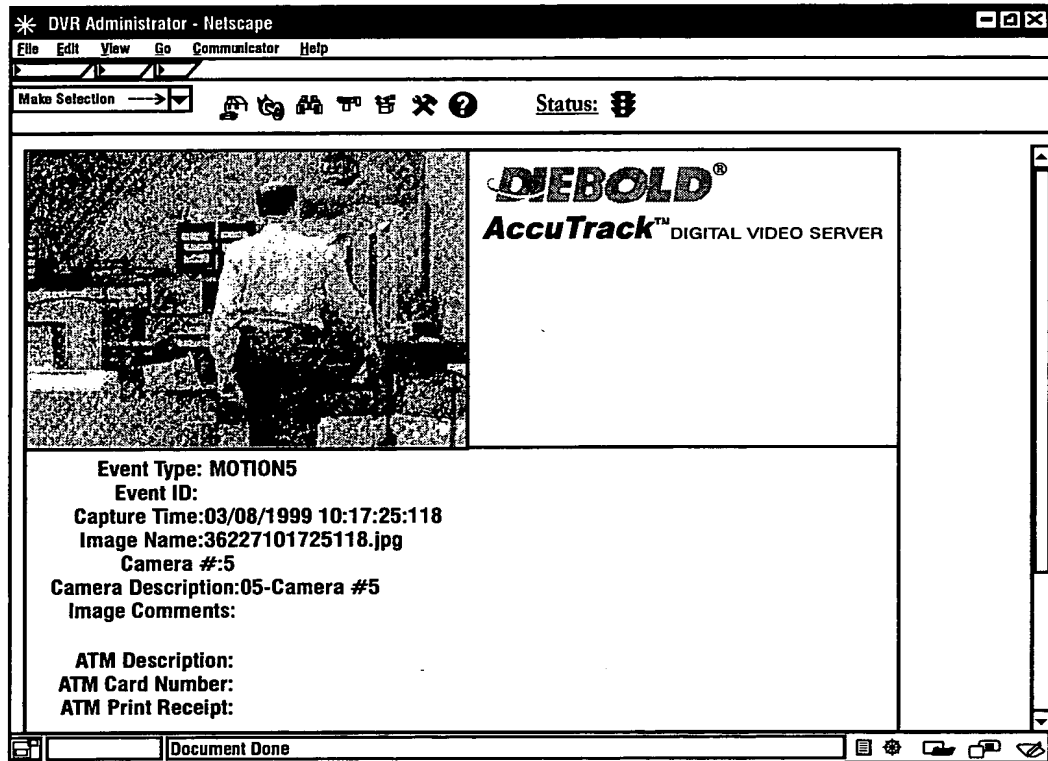 DVR Administrator - Netscape
File Edit View Go Communicator Help
Make Selection --->
Status:
DIEBOLD®
AccuTrack™ DIGITAL VIDEO SERVER
Event Type: MOTION5
Event ID:
Capture Time:03/08/1999 10:17:25:118
Image Name:36227101725118.jpg
Camera #:5
Camera Description:05-Camera #5
Image Comments:
ATM Description:
ATM Card Number:
ATM Print Receipt:
Document Done